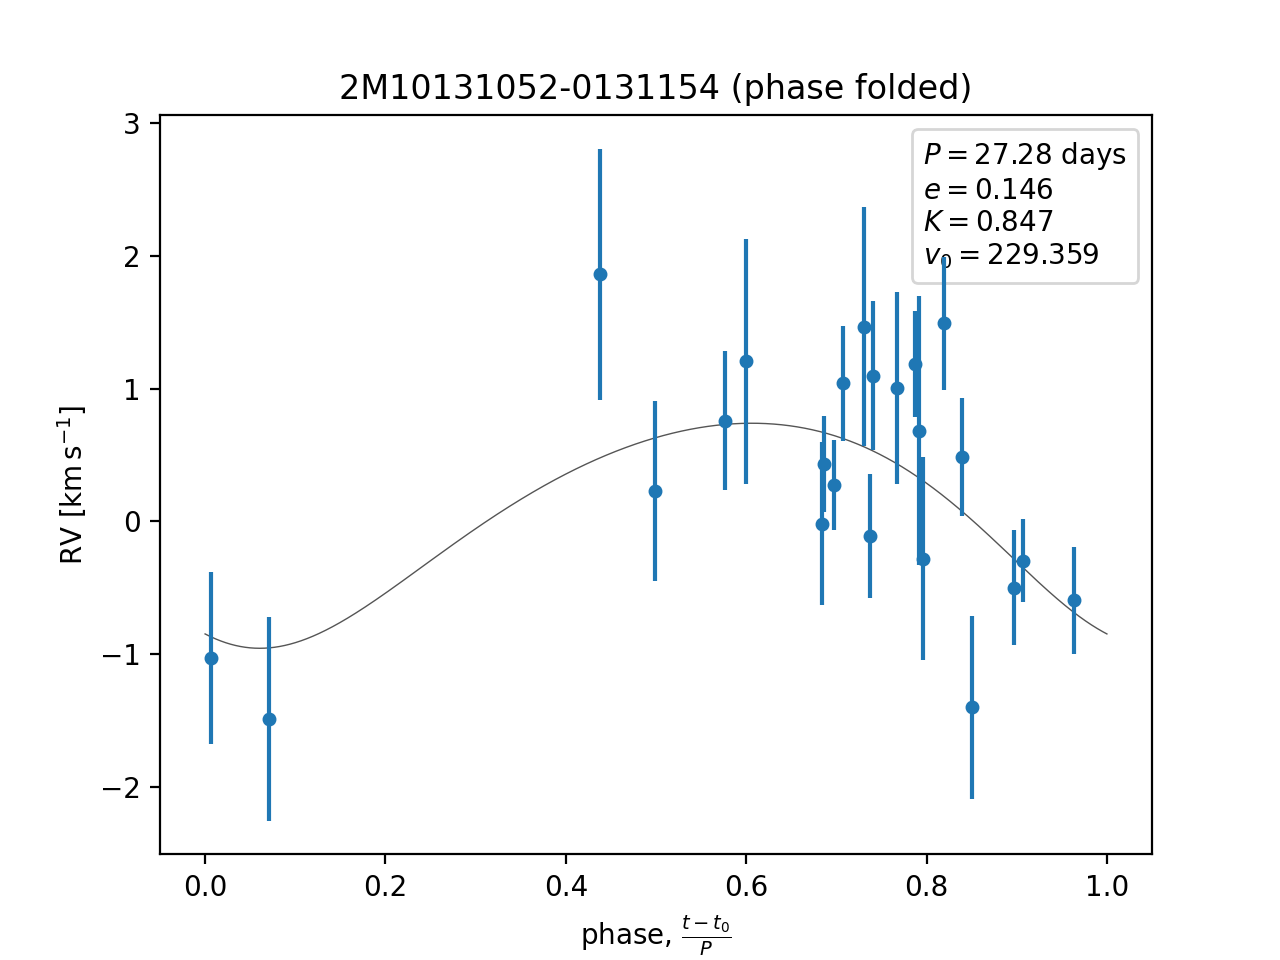 2M10131052-0131154 (phase folded)
P = 27.28 days
e = 0.146
K = 0.847
v₀ = 229.359
3
2
1
0
−1
−2
RV [km s⁻¹]
0.0 0.2 0.4 0.6 0.8 1.0
phase, (t − t₀)/P